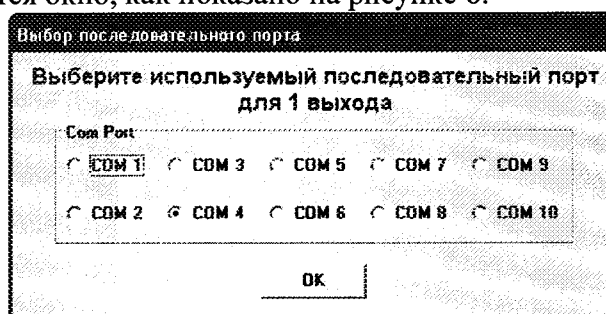 тся окно, как показано на рисунке 6.
Выбор последовательного порта
Выберите используемый последовательный порт
для 1 выхода
Com Port
COM 1 COM 3 COM 5 COM 7 COM 9
COM 2 COM 4 COM 6 COM 8 COM 10
OK